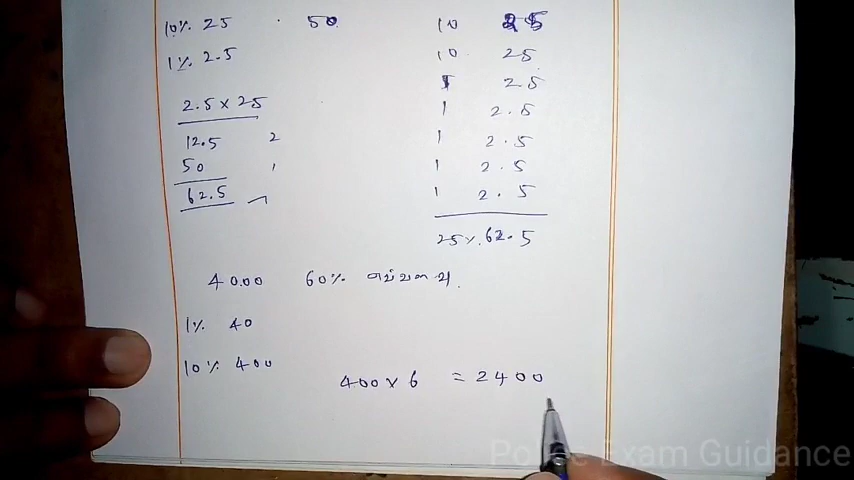 10% 25 . 50 10 25
1% 2.5 10 25
5 25
2.5 x 25 1 2.5
12.5 2 1 2.5
50 1 1 2.5
62.5 1 2.5
25% 62.5
4000 60% எவ்வளவு.
1% 40
10% 400
400 x 6 = 2400
Police Exam Guidance